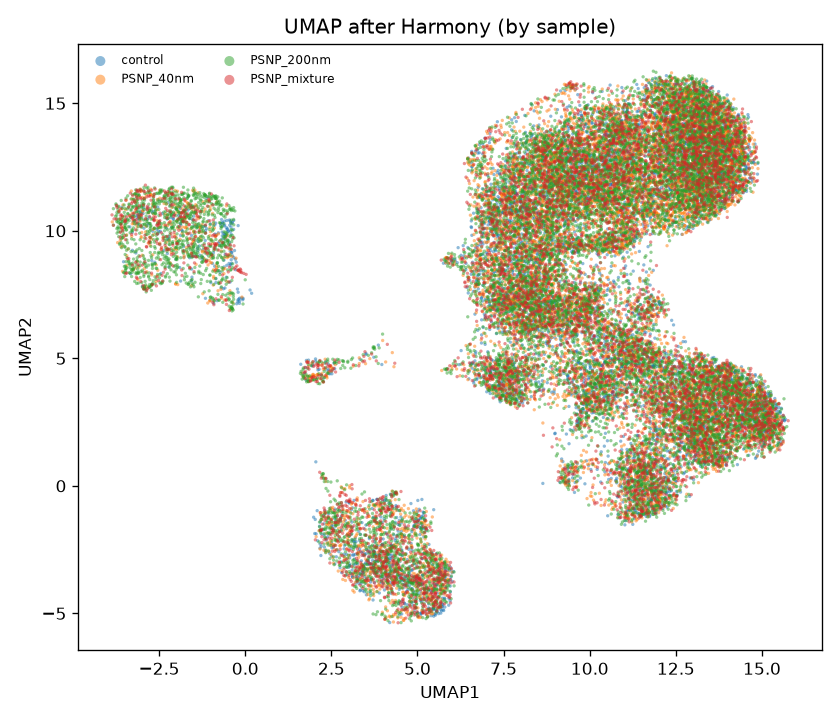 UMAP after Harmony (by sample)
control
PSNP_40nm
PSNP_200nm
PSNP_mixture
15
10
5
0
−5
UMAP2
−2.5 0.0 2.5 5.0 7.5 10.0 12.5 15.0
UMAP1